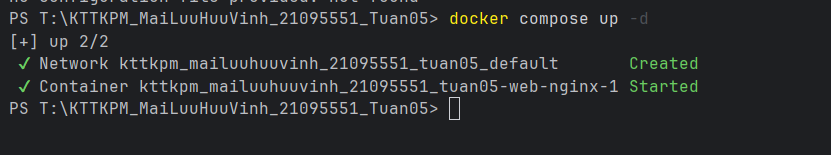 no configuration file provided: not found
PS T:\KTTKPM_MaiLuuHuuVinh_21095551_Tuan05> docker compose up -d
[+] up 2/2
✓ Network kttkpm_mailuuhuuvinh_21095551_tuan05_default Created
✓ Container kttkpm_mailuuhuuvinh_21095551_tuan05-web-nginx-1 Started
PS T:\KTTKPM_MaiLuuHuuVinh_21095551_Tuan05>